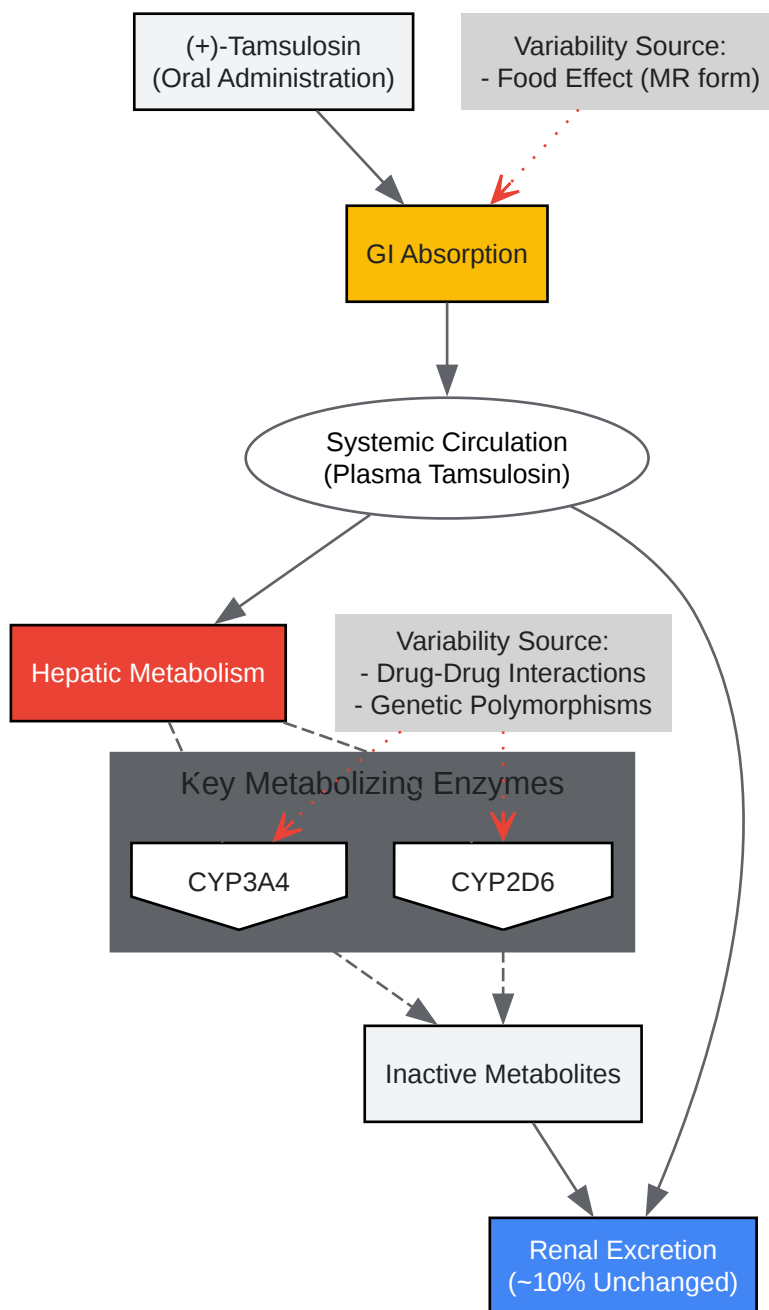 (+)-Tamsulosin
(Oral Administration)
Variability Source:
- Food Effect (MR form)
GI Absorption
Systemic Circulation
(Plasma Tamsulosin)
Hepatic Metabolism
Variability Source:
- Drug-Drug Interactions
- Genetic Polymorphisms
Key Metabolizing Enzymes
CYP3A4
CYP2D6
Inactive Metabolites
Renal Excretion
(~10% Unchanged)